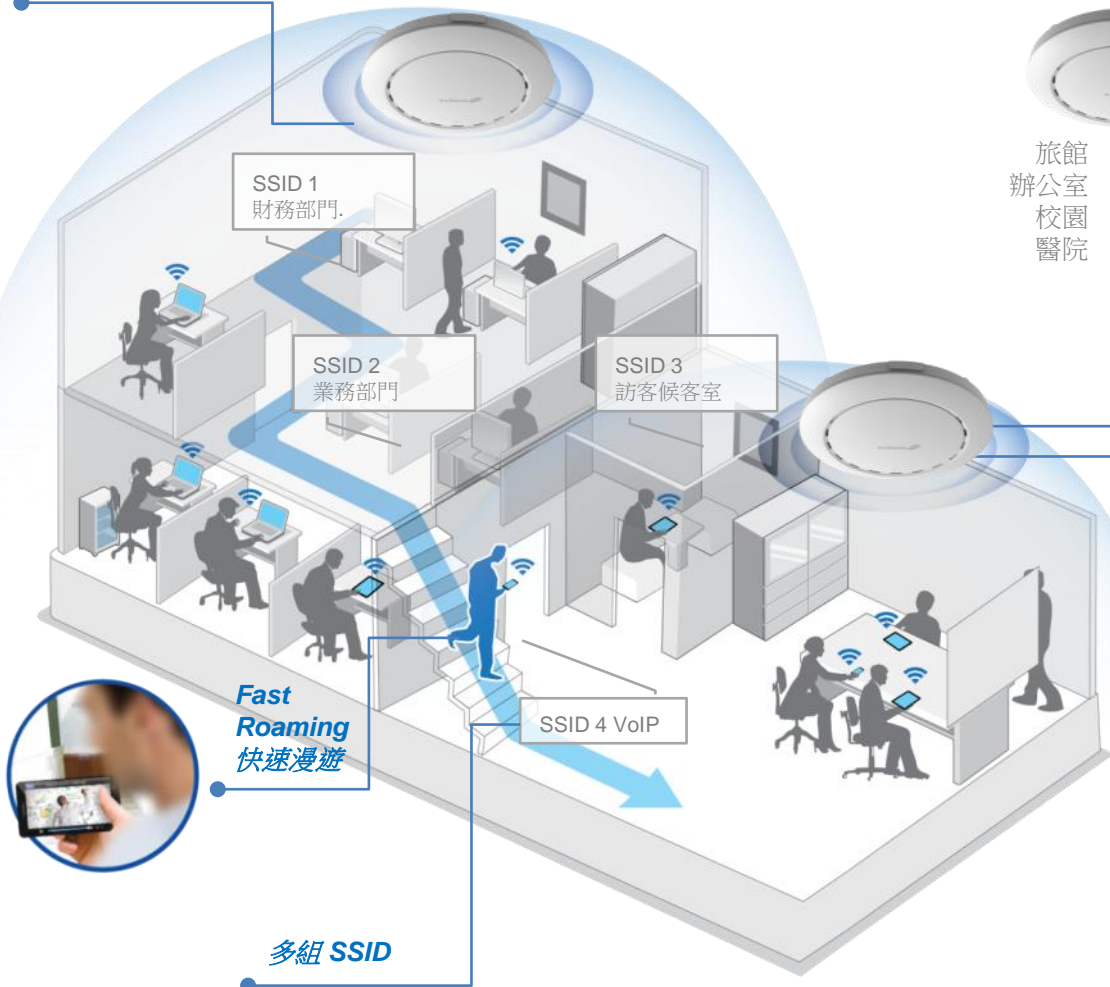 旅館
辦公室
校園
醫院
SSID 1
財務部門.
SSID 2
業務部門
SSID 3
訪客候客室
Fast
Roaming
快速漫遊
SSID 4 VoIP
多組 SSID